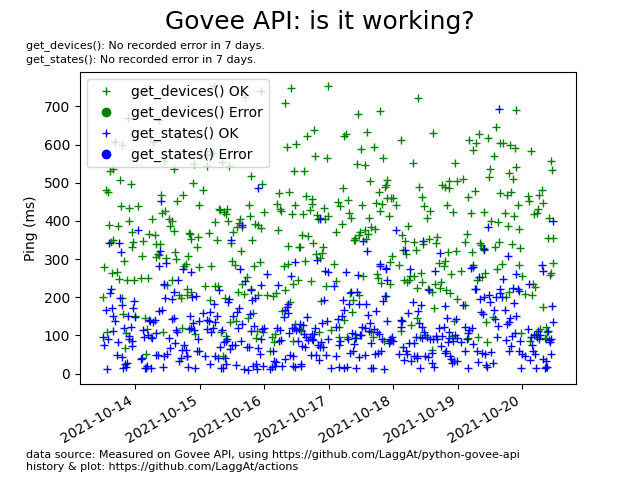 Govee API: is it working?
get_devices(): No recorded error in 7 days.
get_states(): No recorded error in 7 days.
get_devices() OK
get_devices() Error
get_states() OK
get_states() Error
Ping (ms)
700
600
500
400
300
200
100
0
2021-10-14
2021-10-15
2021-10-16
2021-10-17
2021-10-18
2021-10-19
2021-10-20
data source: Measured on Govee API, using https://github.com/LaggAt/python-govee-api
history & plot: https://github.com/LaggAt/actions